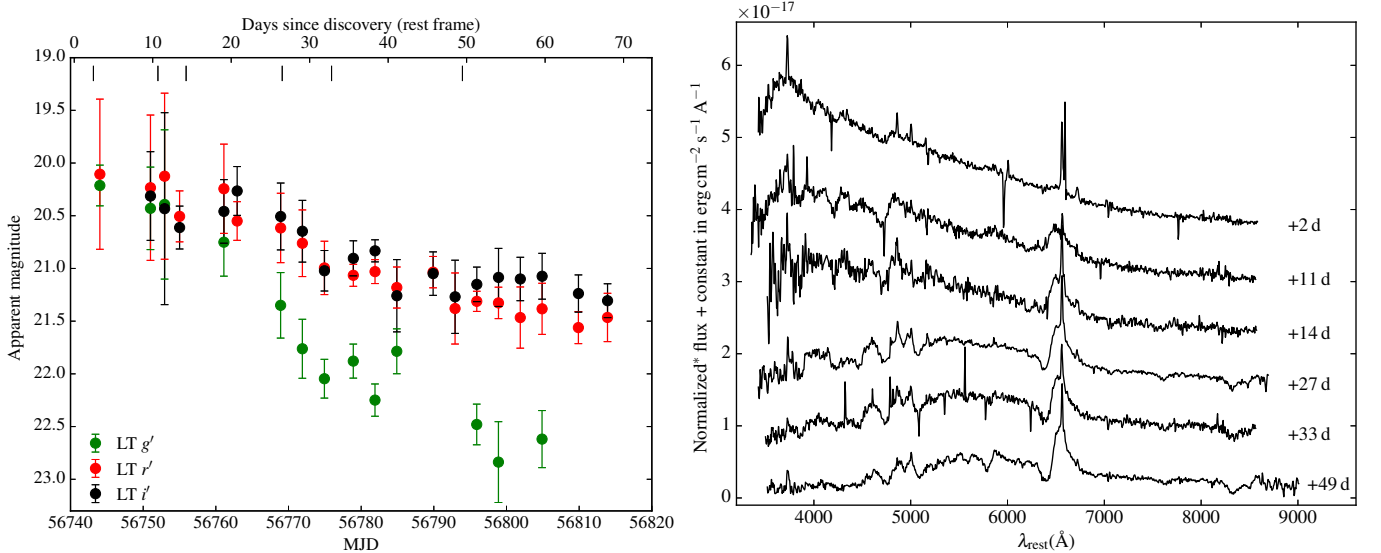 Days since discovery (rest frame)
0 10 20 30 40 50 60 70
19.0
19.5
20.0
20.5
21.0
21.5
22.0
22.5
23.0
Apparent magnitude
LT g′
LT r′
LT i′
56740 56750 56760 56770 56780 56790 56800 56810 56820
MJD
×10⁻¹⁷
6
5
4
3
2
1
0
Normalized* flux + constant in erg cm⁻² s⁻¹ A⁻¹
+2 d
+11 d
+14 d
+27 d
+33 d
+49 d
4000 5000 6000 7000 8000 9000
λrest(Å)